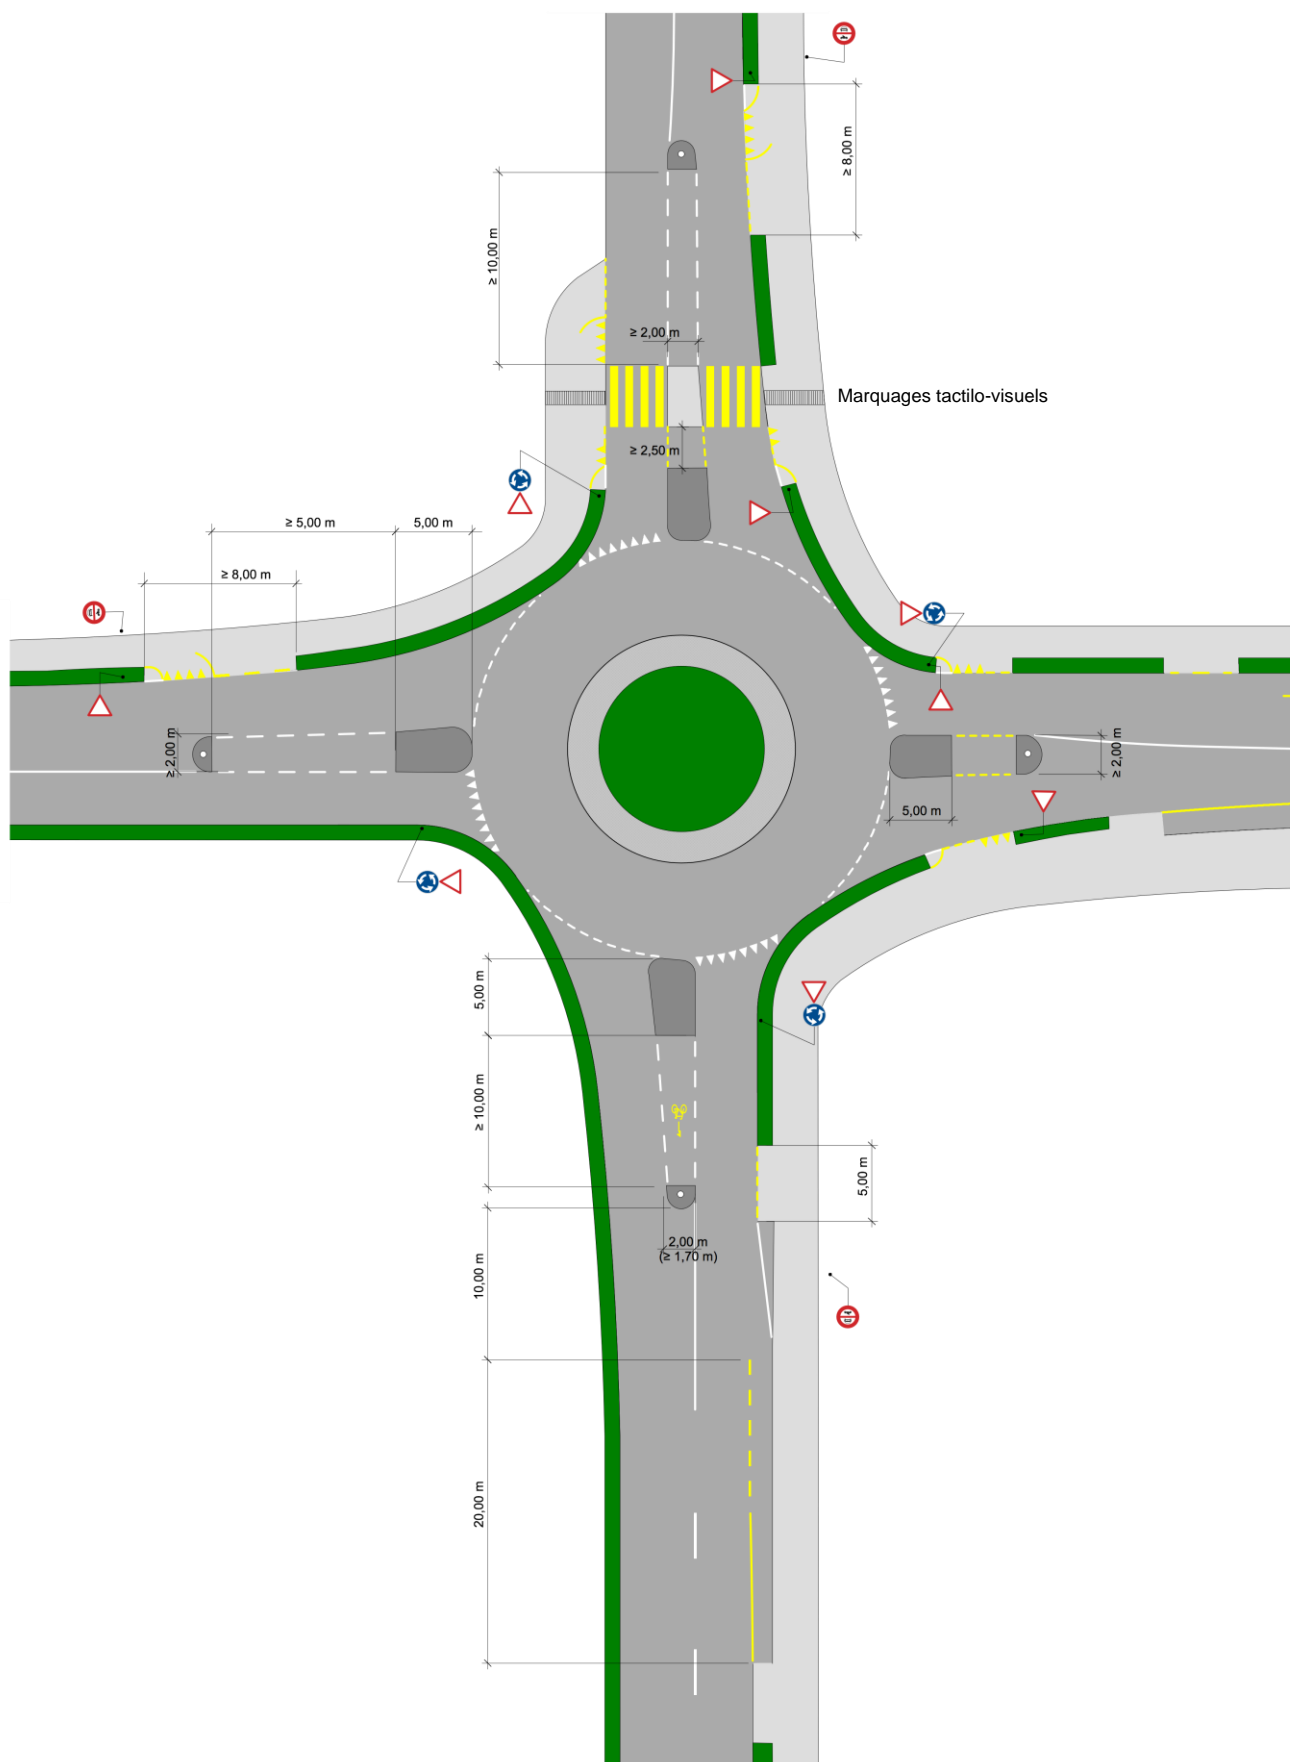 ≥ 8,00 m
≥ 10,00 m
≥ 2,00 m
Marquages tactilo-visuels
≥ 2,50 m
≥ 5,00 m
5,00 m
≥ 8,00 m
≥ 2,00 m
≥ 2,00 m
5,00 m
5,00 m
≥ 10,00 m
5,00 m
2,00 m
(≥ 1,70 m)
10,00 m
20,00 m